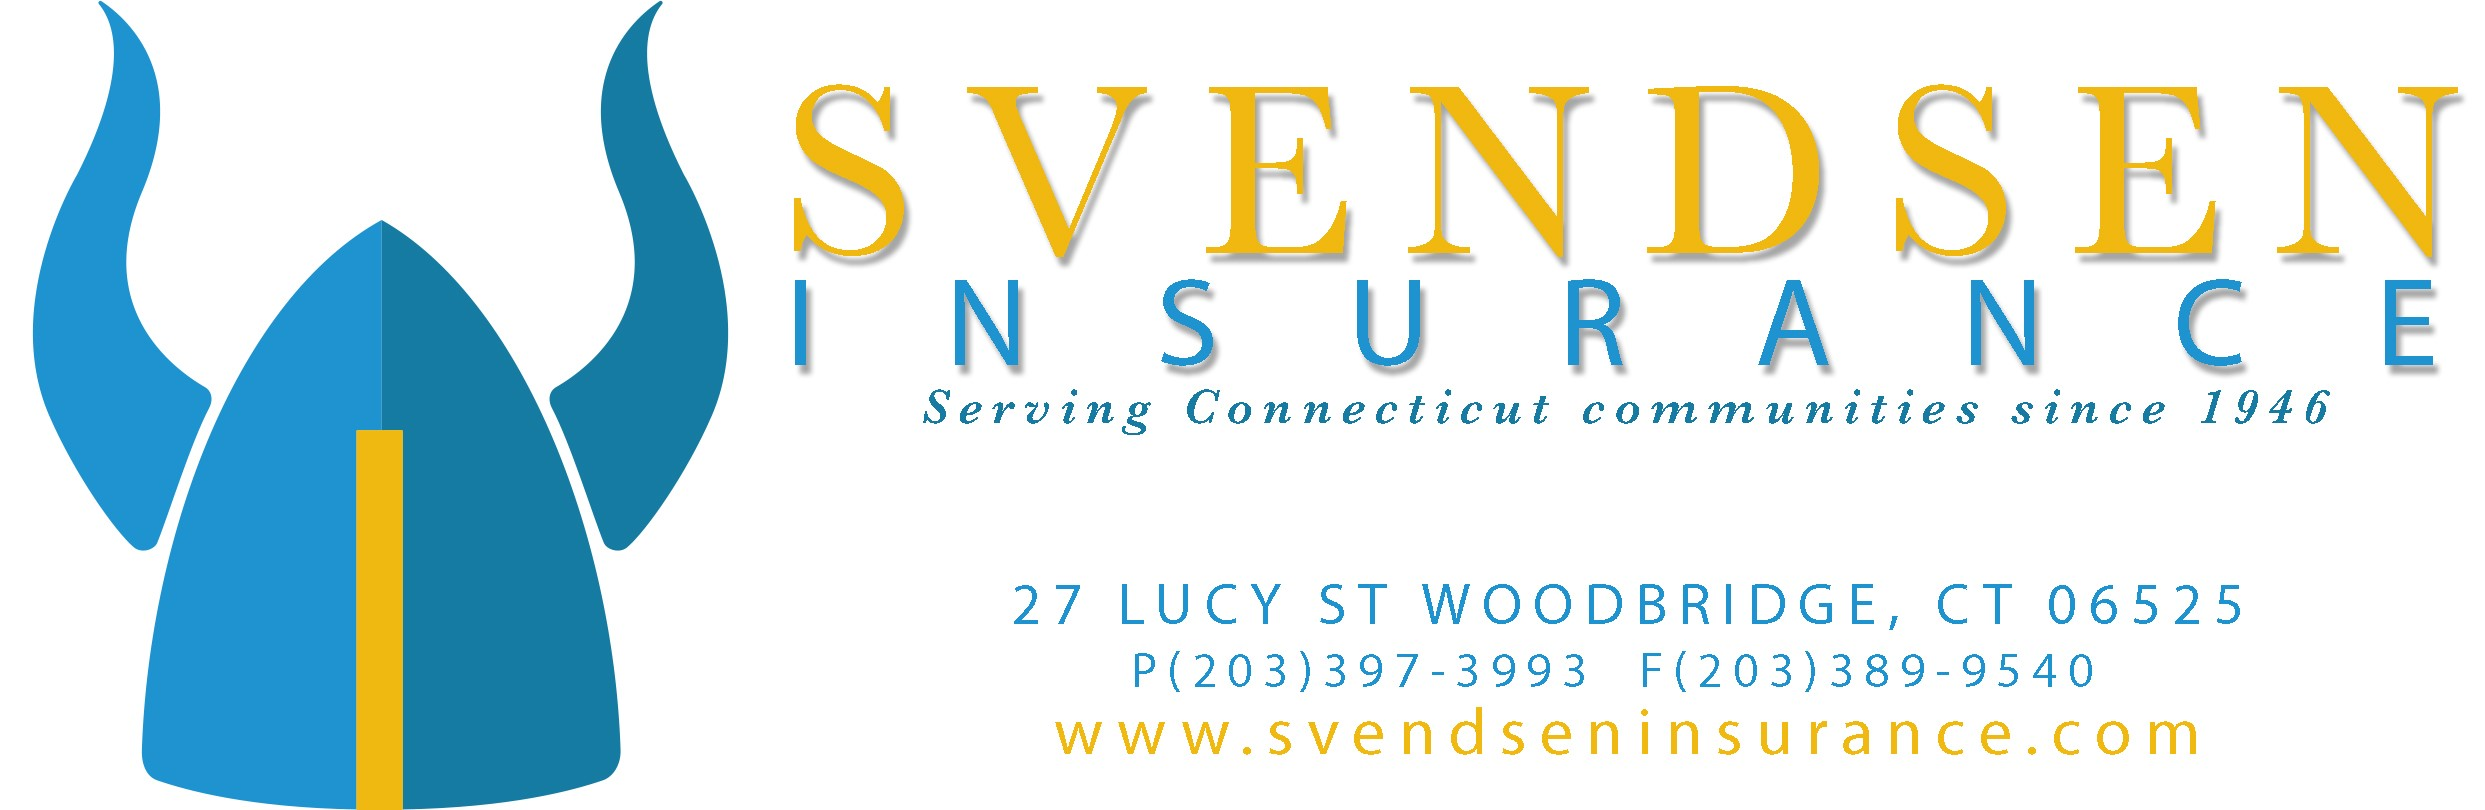 SVENDSEN
INSURANCE
Serving Connecticut communities since 1946
27 LUCY ST WOODBRIDGE, CT 06525
P(203)397-3993 F(203)389-9540
www.svendseninsurance.com